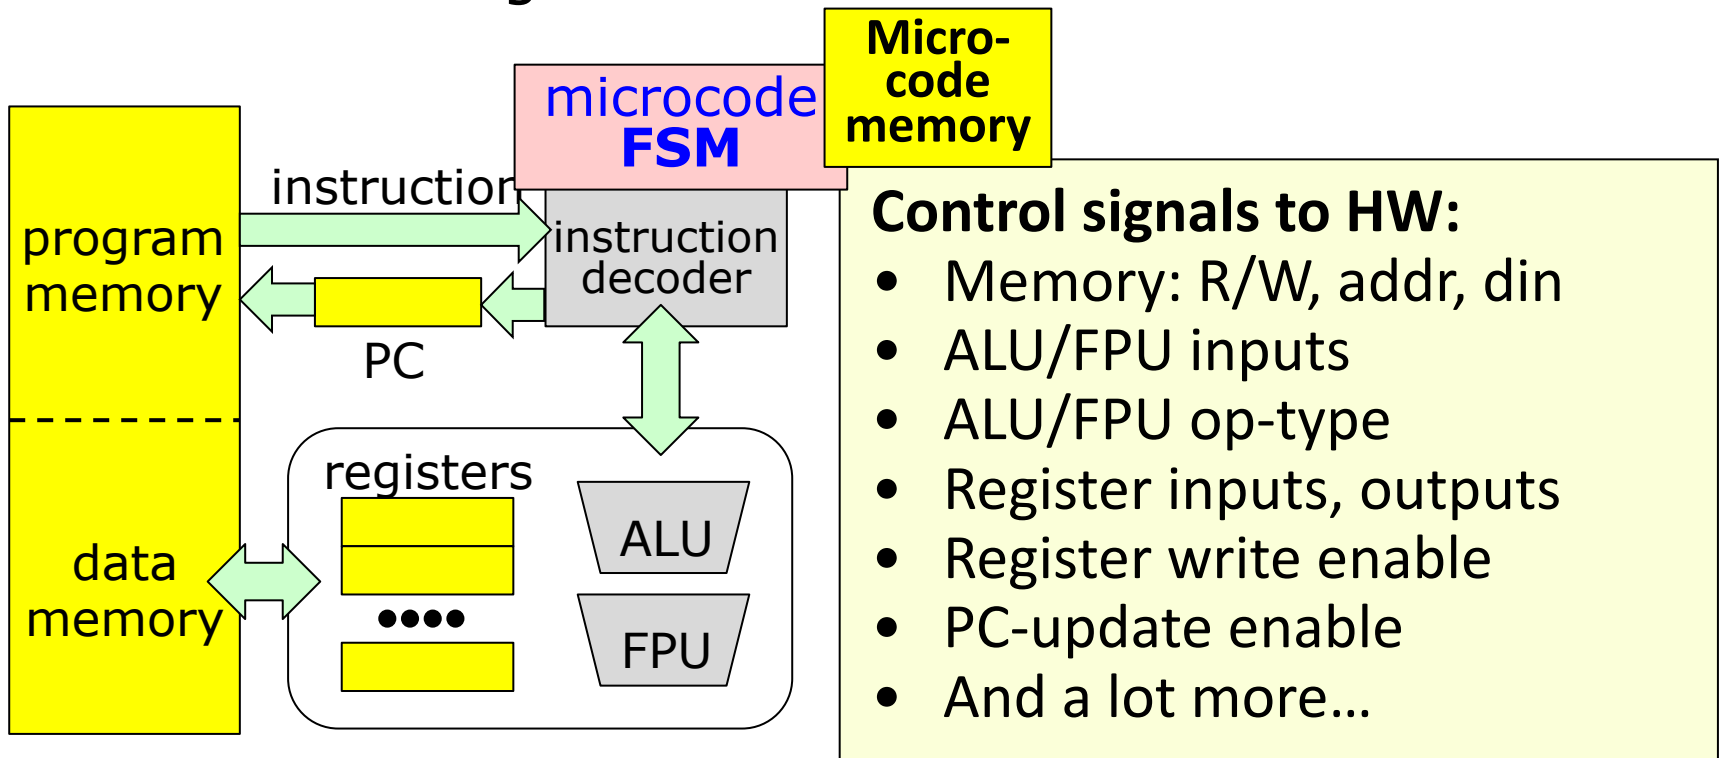 Micro-
code
memory
microcode
FSM
instruction
program
memory
instruction
decoder
PC
registers
ALU
data
memory
FPU
Control signals to HW:
• Memory: R/W, addr, din
• ALU/FPU inputs
• ALU/FPU op-type
• Register inputs, outputs
• Register write enable
• PC-update enable
• And a lot more…